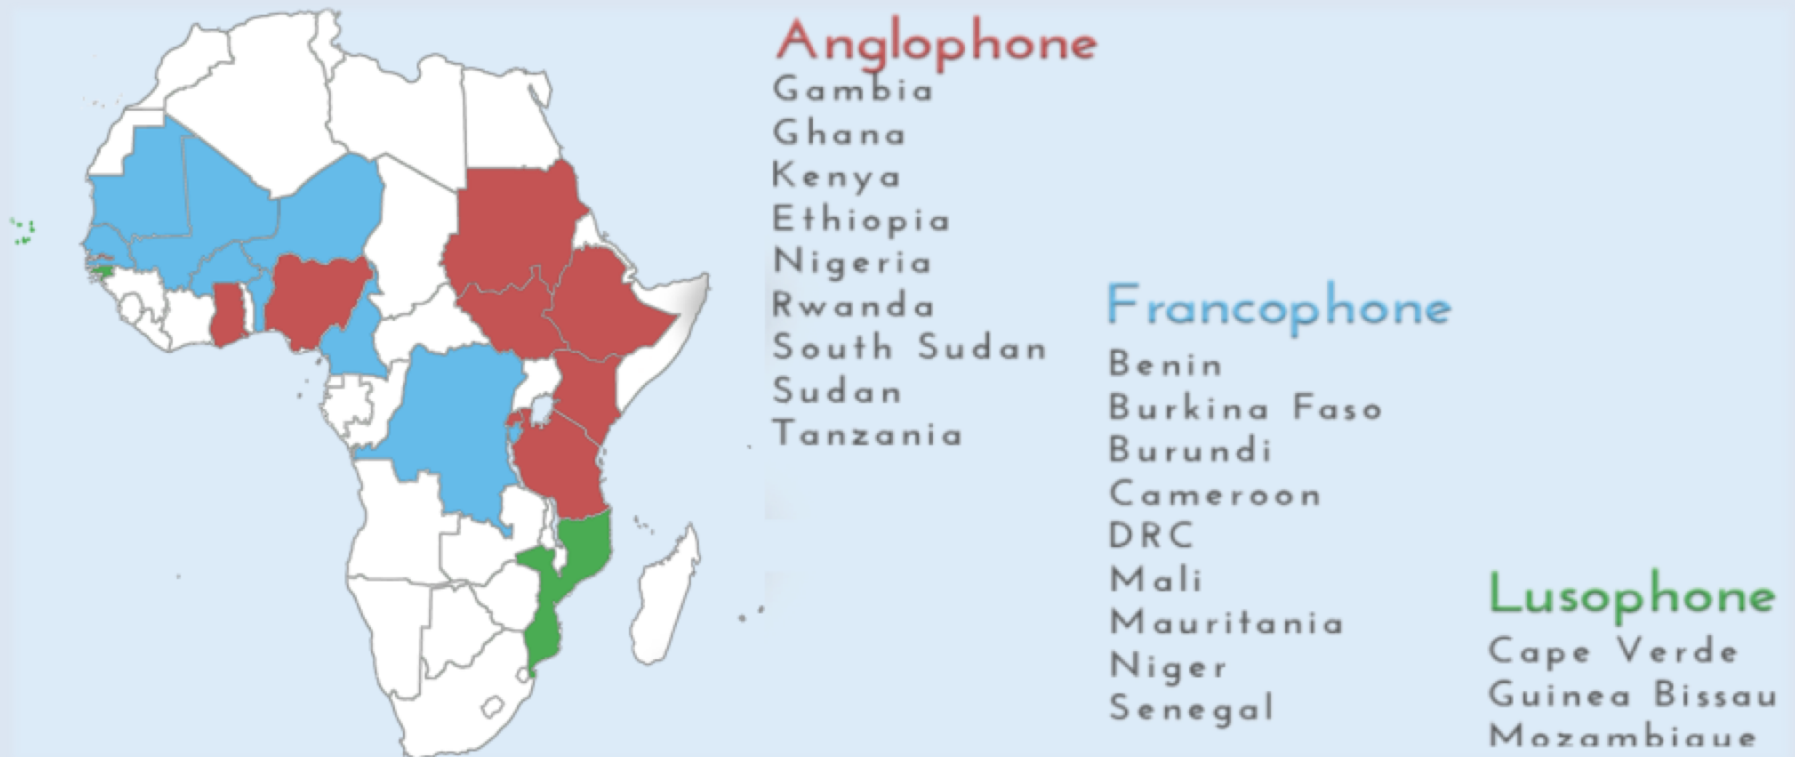 Anglophone
Gambia
Ghana
Kenya
Ethiopia
Nigeria
Rwanda
South Sudan
Sudan
Tanzania
Francophone
Benin
Burkina Faso
Burundi
Cameroon
DRC
Mali
Mauritania
Niger
Senegal
Lusophone
Cape Verde
Guinea Bissau
Mozambique